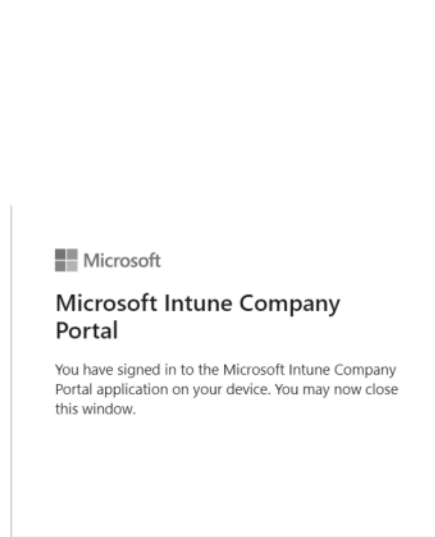 Microsoft
Microsoft Intune Company
Portal
You have signed in to the Microsoft Intune Company
Portal application on your device. You may now close
this window.